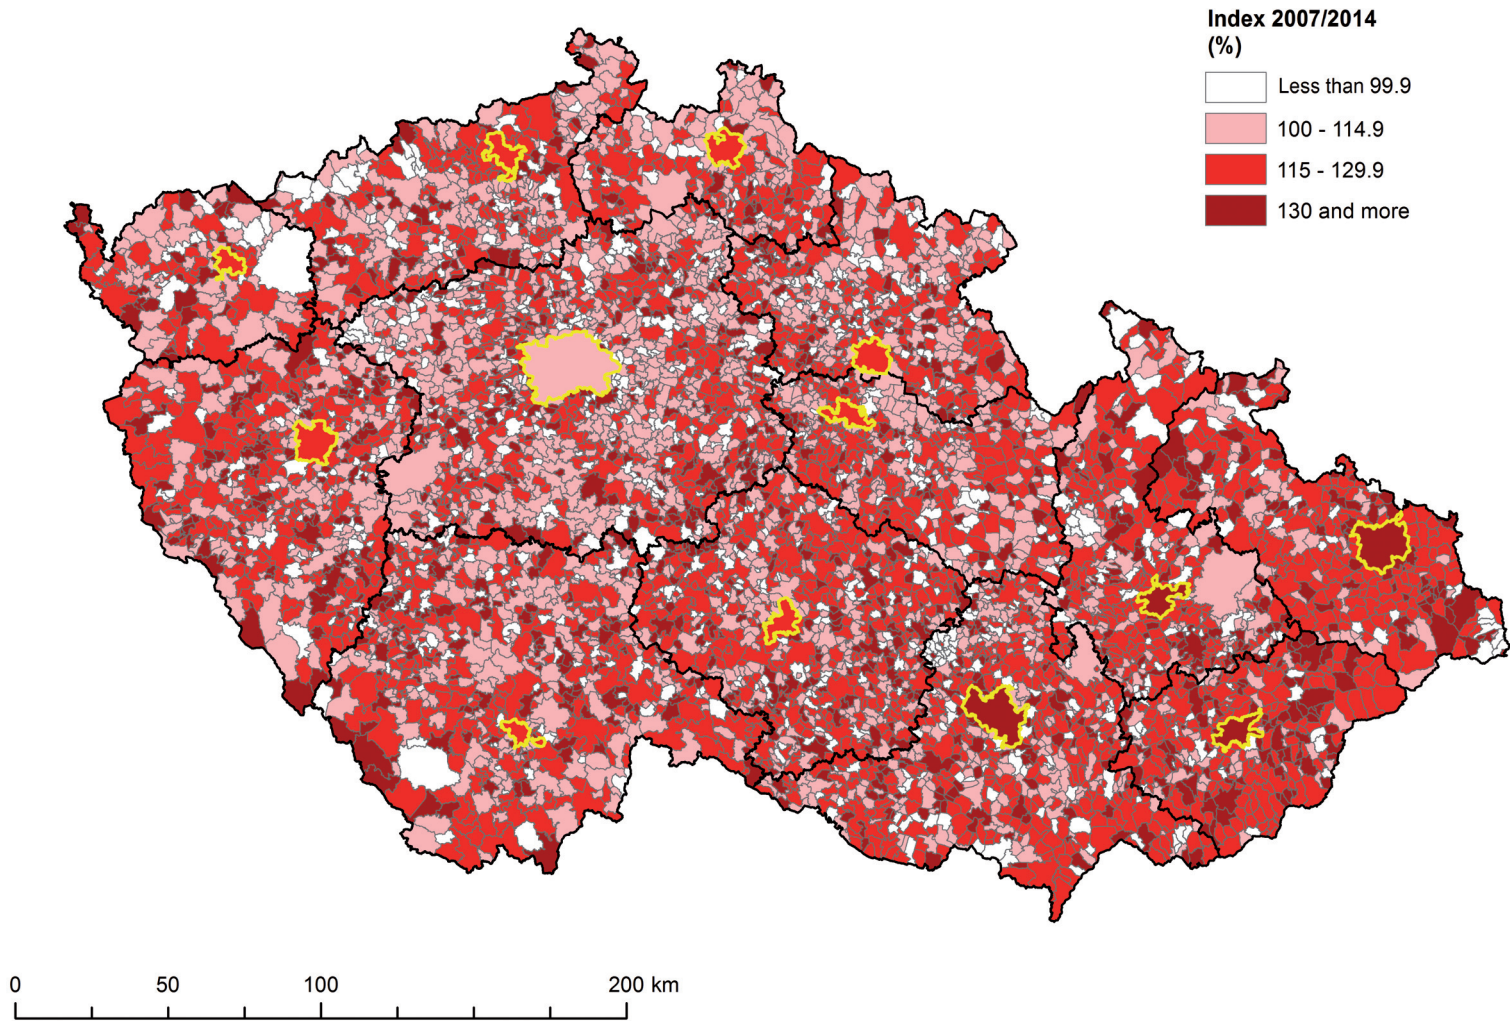 Index 2007/2014
(%)
Less than 99.9
100 - 114.9
115 - 129.9
130 and more
0 50 100 200 km